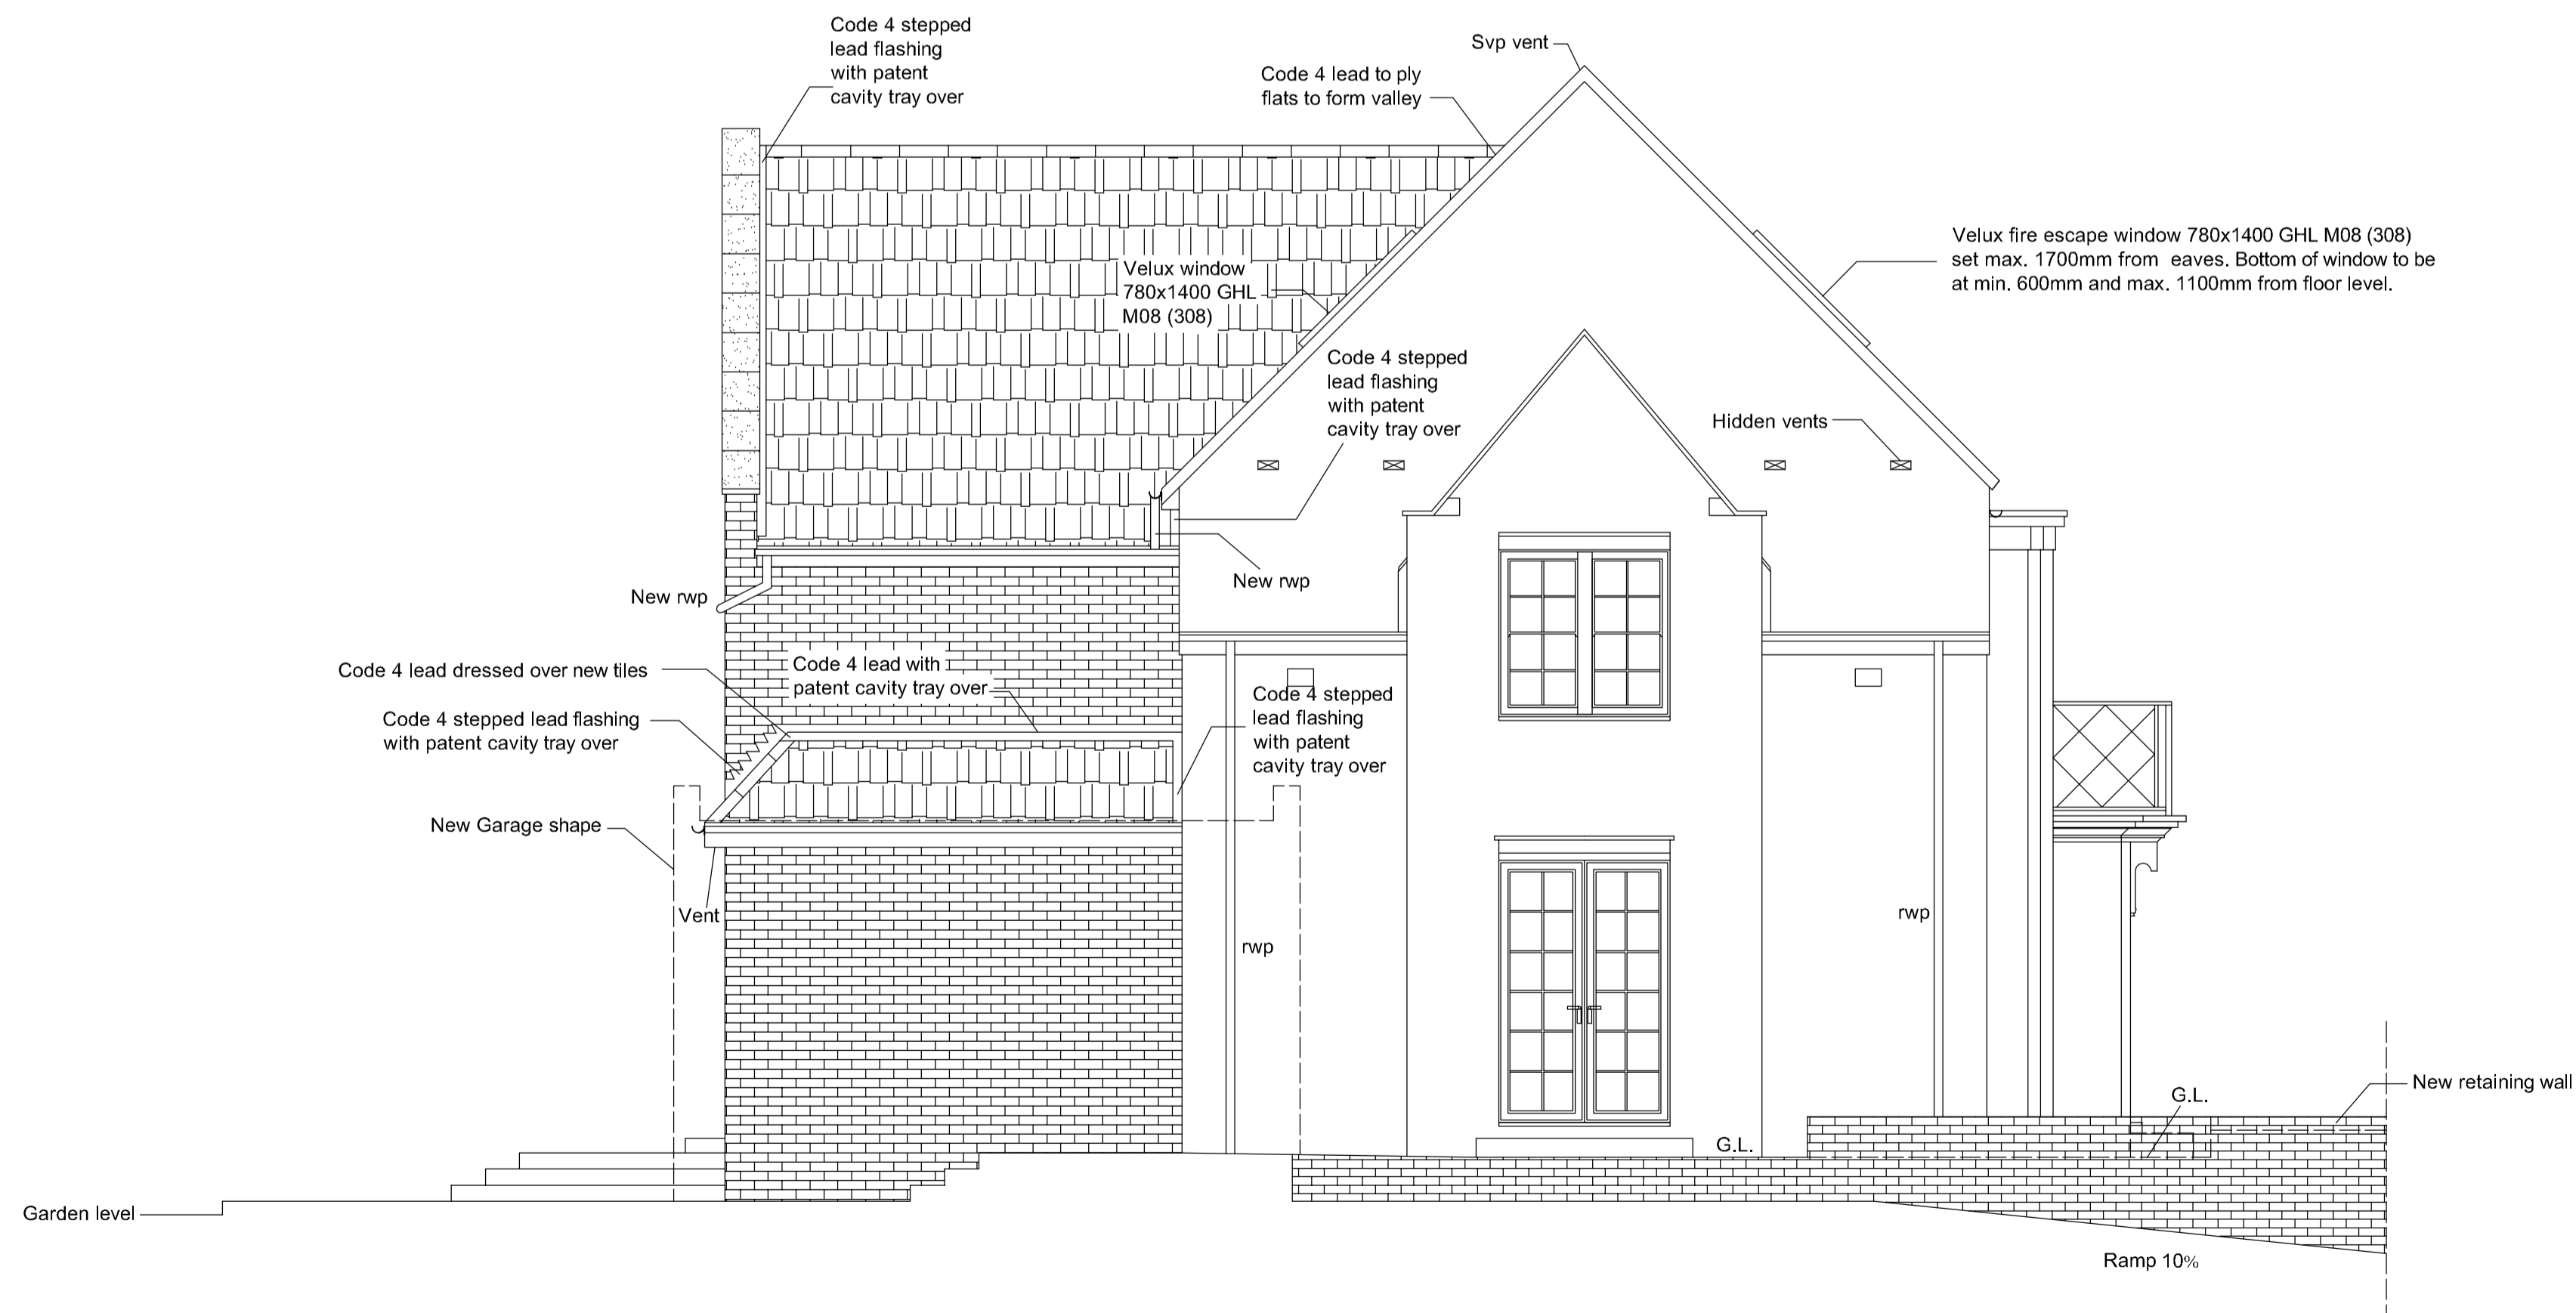 Code 4 stepped
lead flashing
with patent
cavity tray over
Svp vent
Code 4 lead to ply
flats to form valley
Velux fire escape window 780x1400 GHL M08 (308)
set max. 1700mm from eaves. Bottom of window to be
at min. 600mm and max. 1100mm from floor level.
Velux window
780x1400 GHL
M08 (308)
Code 4 stepped
lead flashing
with patent
cavity tray over
Hidden vents
New rwp
New rwp
Code 4 lead dressed over new tiles
Code 4 lead with
patent cavity tray over
Code 4 stepped lead flashing
with patent cavity tray over
Code 4 stepped
lead flashing
with patent
cavity tray over
New Garage shape
Vent
rwp
rwp
New retaining wall
G.L.
G.L.
Garden level
Ramp 10%